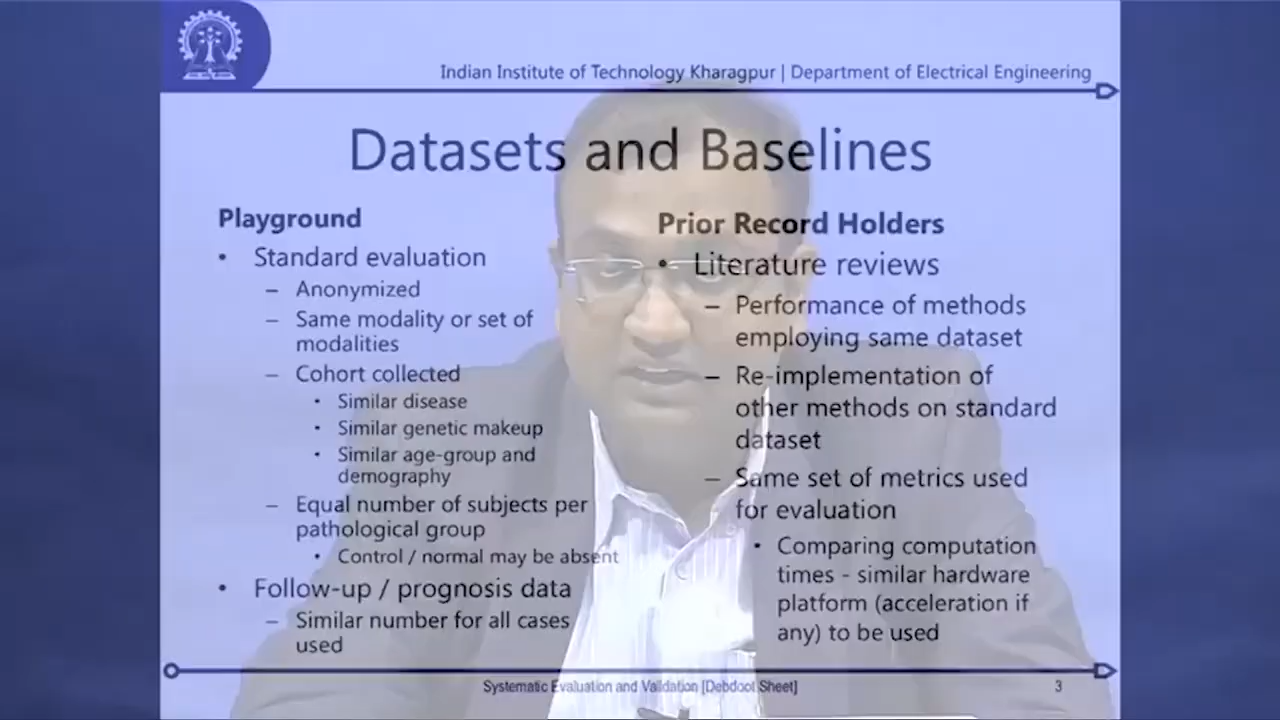 Indian Institute of Technology Kharagpur | Department of Electrical Engineering
Datasets and Baselines
Playground
• Standard evaluation
– Anonymized
– Same modality or set of
modalities
– Cohort collected
• Similar disease
• Similar genetic makeup
• Similar age-group and
demography
– Equal number of subjects per
pathological group
• Control / normal may be absent
• Follow-up / prognosis data
– Similar number for all cases
used
Prior Record Holders
• Literature reviews
– Performance of methods
employing same dataset
– Re-implementation of
other methods on standard
dataset
– Same set of metrics used
for evaluation
• Comparing computation
times - similar hardware
platform (acceleration if
any) to be used
Systematic Evaluation and Validation [Debdoot Sheet]
3